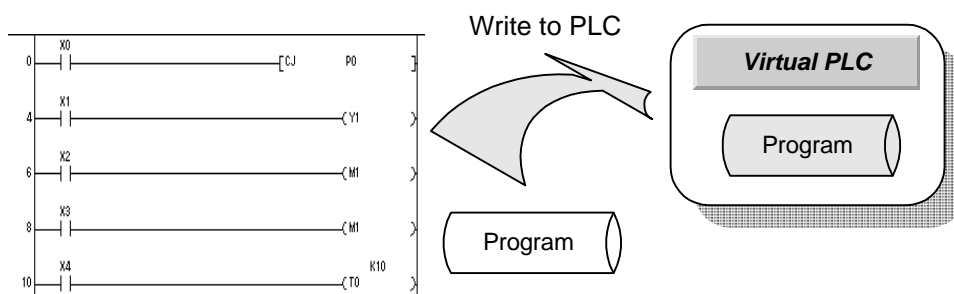 Write to PLC
X0
0 [CJ P0 ]
X1
4 ( Y1 )
X2
6 ( M1 )
X3
8 ( M1 )
X4 K10
10 ( T0 )
Program
Virtual PLC
Program